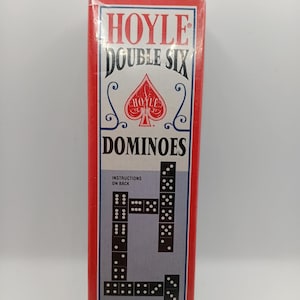 HOYLE®
DOUBLE SIX
HOYLE
DOMINOES
INSTRUCTIONS
ON BACK